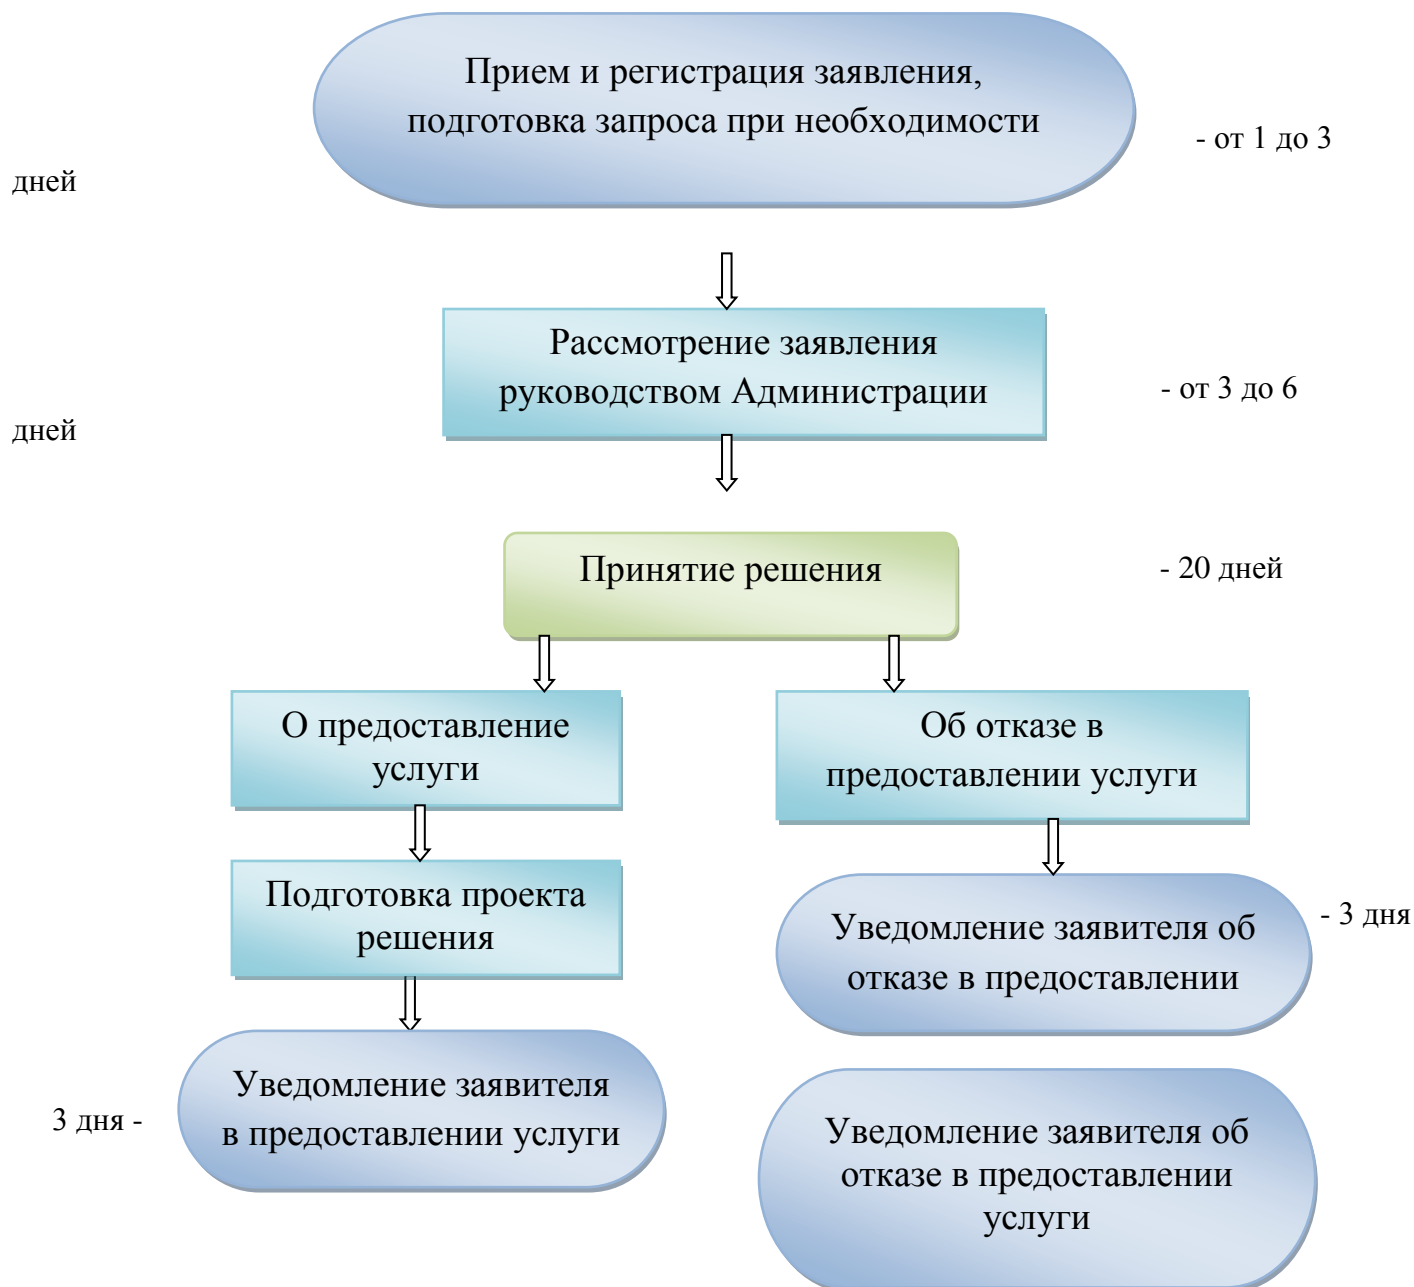 Прием и регистрация заявления,
подготовка запроса при необходимости
- от 1 до 3
дней
Рассмотрение заявления
руководством Администрации
- от 3 до 6
дней
Принятие решения
- 20 дней
О предоставление
услуги
Об отказе в
предоставлении услуги
Подготовка проекта
решения
Уведомление заявителя об
отказе в предоставлении
- 3 дня
Уведомление заявителя
в предоставлении услуги
3 дня -
Уведомление заявителя об
отказе в предоставлении
услуги